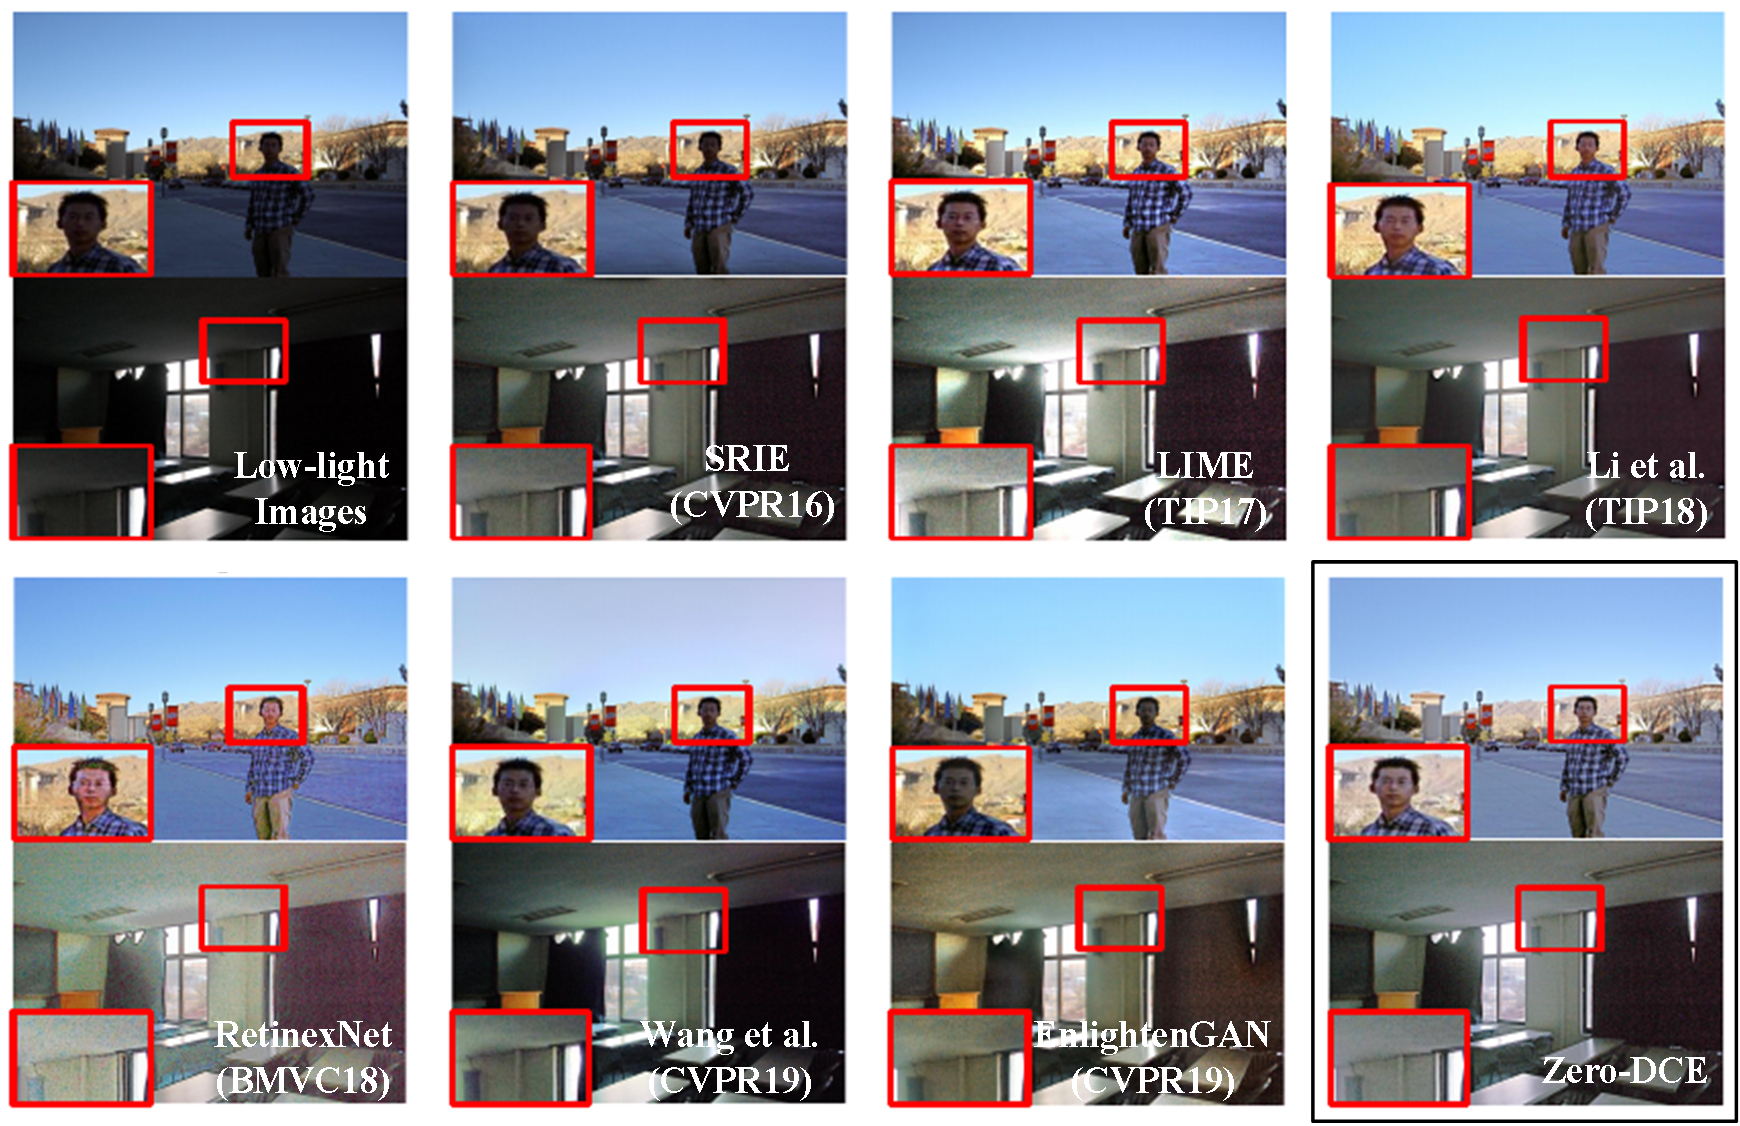 Low-light
Images
SRIE
(CVPR16)
LIME
(TIP17)
Li et al.
(TIP18)
RetinexNet
(BMVC18)
Wang et al.
(CVPR19)
EnlightenGAN
(CVPR19)
Zero-DCE